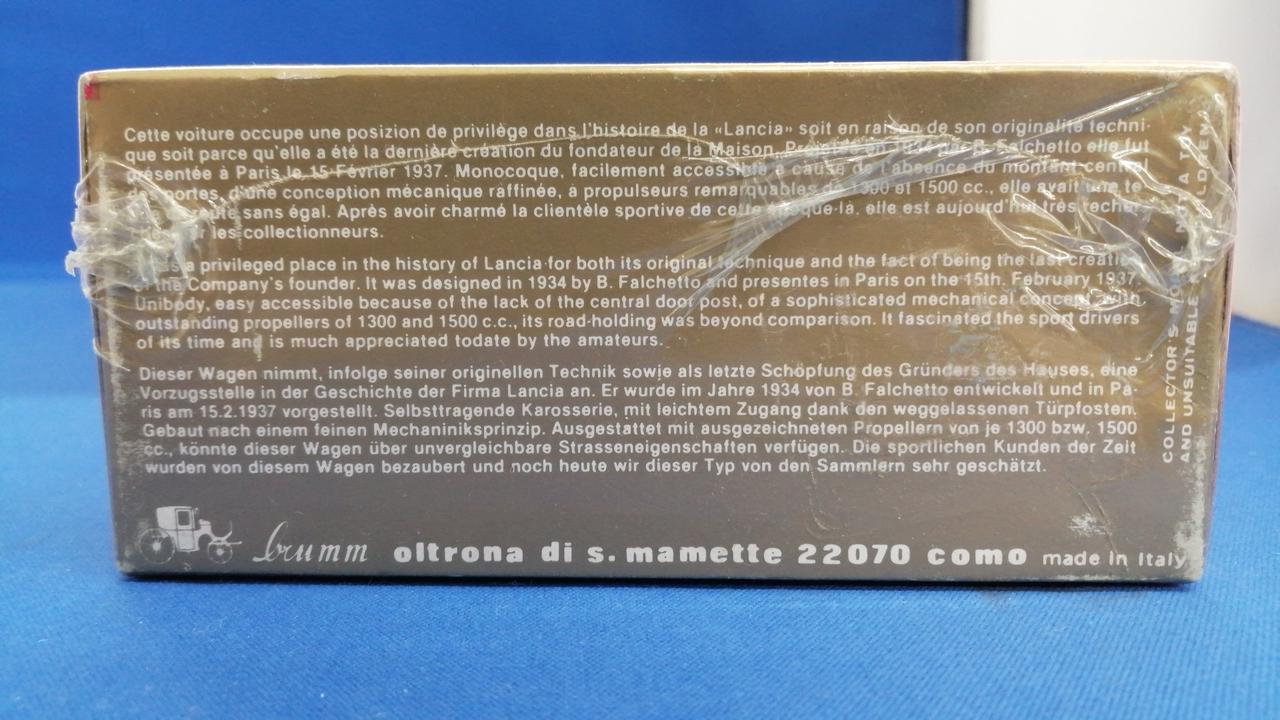 Cette voiture occupe une posizion de privilège dans l'histoire de la «Lancia» soit en raison de son originalité techni-
que soit parce qu'elle a été la dernière création du fondateur de la Maison. Projetée en 1934 par B. Falchetto elle fut
présentée à Paris le 15 Février 1937. Monocoque, facilement accessible à cause de l'absence du montant central
de portes, d'une conception mécanique raffinée, à propulseurs remarquables de 1300 et 1500 cc., elle avait une te-
sans égal. Après avoir charmé la clientèle sportive de cette époque-là, elle est aujourd'hui très recher-
les collectionneurs.
a privileged place in the history of Lancia for both its original technique and the fact of being the last creation
of the Company's founder. It was designed in 1934 by B. Falchetto and presentes in Paris on the 15th. February 1937.
Unibody, easy accessible because of the lack of the central door post, of a sophisticated mechanical concept with
outstanding propellers of 1300 and 1500 c.c., its road-holding was beyond comparison. It fascinated the sport drivers
of its time and is much appreciated todate by the amateurs.
Dieser Wagen nimmt, infolge seiner originellen Technik sowie als letzte Schöpfung des Gründers des Hauses, eine
Vorzugsstelle in der Geschichte der Firma Lancia an. Er wurde im Jahre 1934 von B. Falchetto entwickelt und in Pa-
ris am 15.2.1937 vorgestellt. Selbsttragende Karosserie, mit leichtem Zugang dank den weggelassenen Türpfosten.
Gebaut nach einem feinen Mechaniniksprinzip. Ausgestattet mit ausgezeichneten Propellern von je 1300 bzw. 1500
cc., könnte dieser Wagen über unvergleichbare Strasseneigenschaften verfügen. Die sportlichen Kunden der Zeit
wurden von diesem Wagen bezaubert und noch heute wir dieser Typ von den Sammlern sehr geschätzt.
brumm oltrona di s. mamette 22070 como made in Italy
COLLECTOR'S NOT A TOY
AND UNSUITABLE